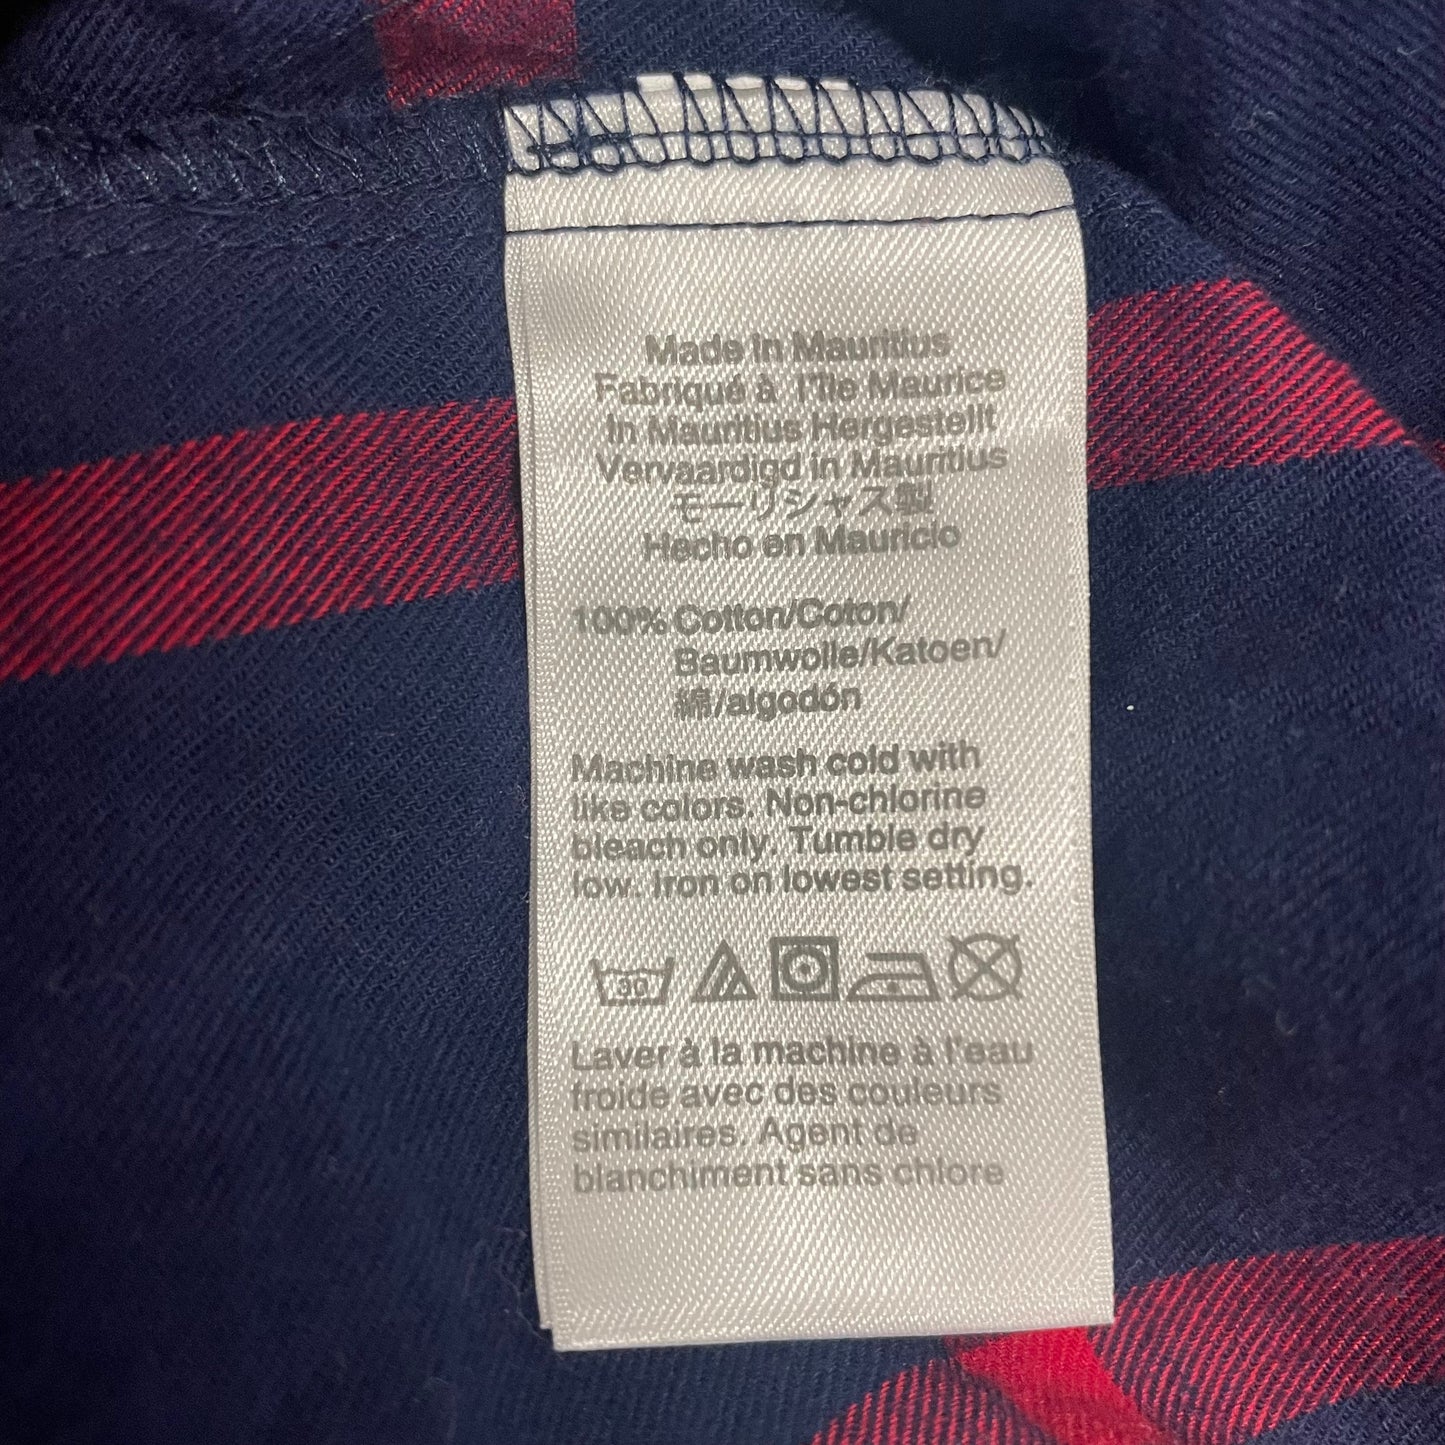 Made in Mauritius
Fabriqué à l'île Maurice
In Mauritius Hergestellt
Vervaardigd in Mauritius
モーリシャス製
Hecho en Mauricio
100% Cotton/Coton/
Baumwolle/Katoen/
綿/algodón
Machine wash cold with
like colors. Non-chlorine
bleach only. Tumble dry
low. Iron on lowest setting.
30
Laver à la machine à l'eau
froide avec des couleurs
similaires. Agent de
blanchiment sans chlore